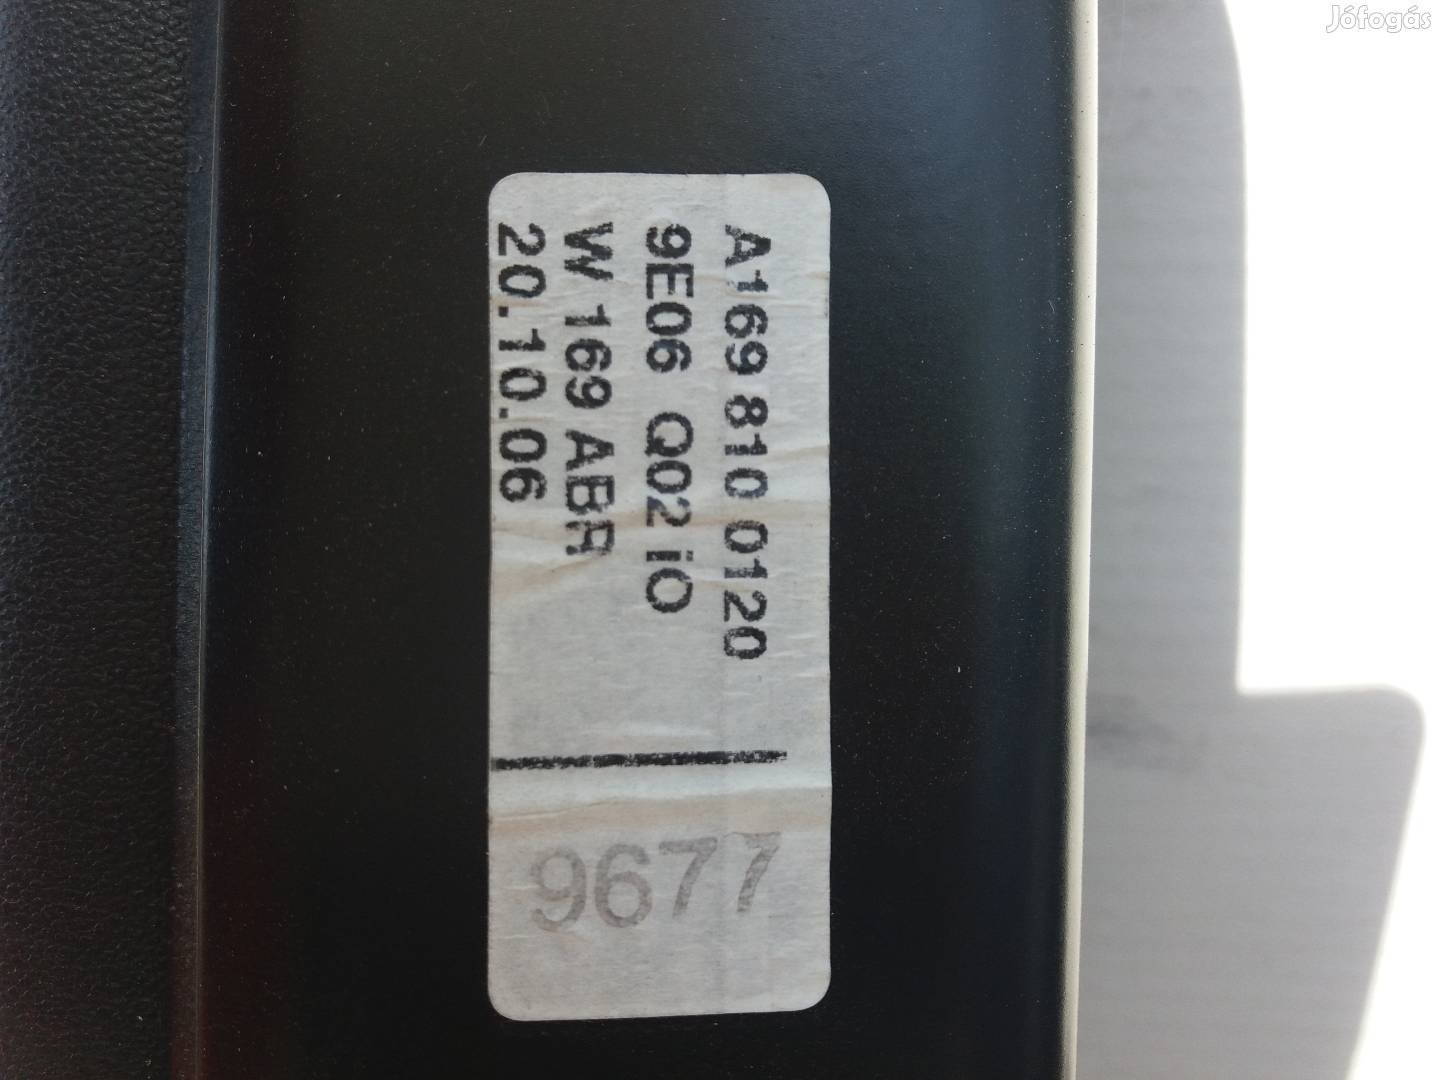 Jófogás
A169 810 0120
9E06 Q02 iO
W 169 ABR
20.10.06
9677